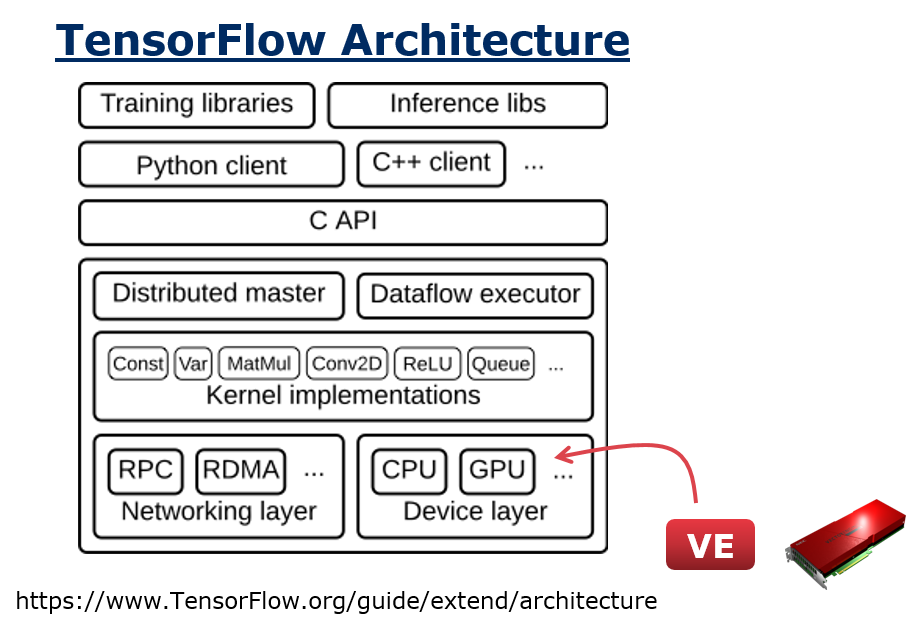 TensorFlow Architecture
Training libraries
Inference libs
Python client
C++ client
...
C API
Distributed master
Dataflow executor
Const
Var
MatMul
Conv2D
ReLU
Queue
...
Kernel implementations
RPC
RDMA
...
Networking layer
CPU
GPU
...
Device layer
VE
https://www.TensorFlow.org/guide/extend/architecture